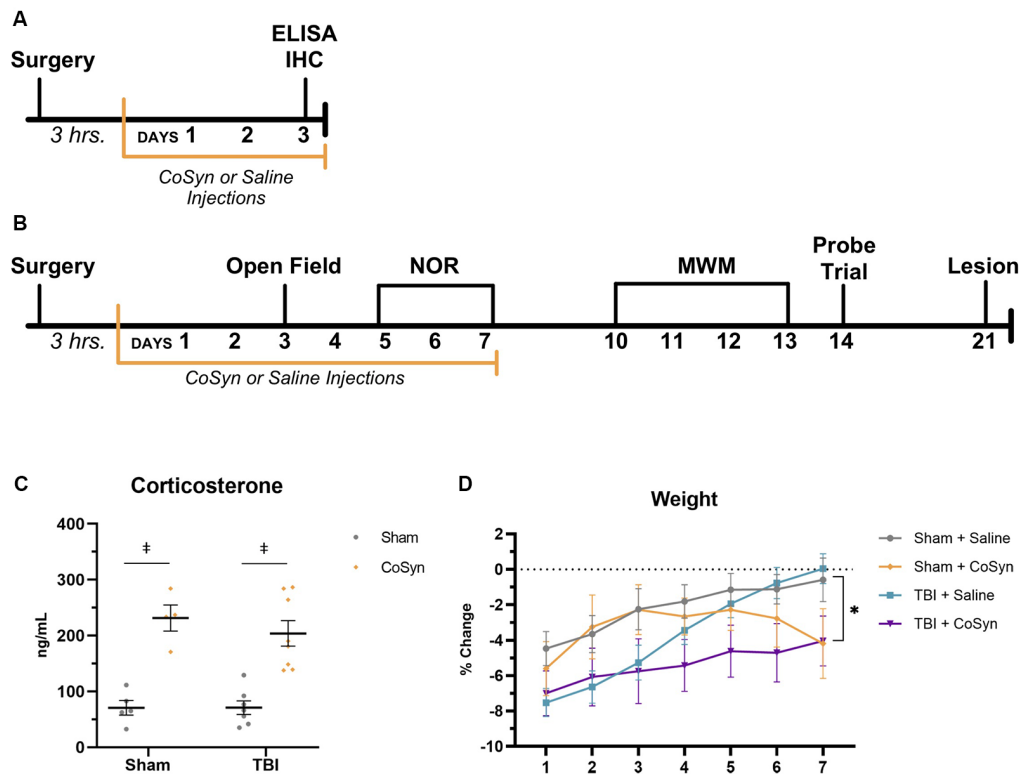 A
Surgery
ELISA
IHC
3 hrs.
DAYS 1 2 3
CoSyn or Saline
Injections
B
Surgery
Open Field
NOR
MWM
Probe
Trial
Lesion
3 hrs.
DAYS 1 2 3 4 5 6 7 10 11 12 13 14 21
CoSyn or Saline Injections
C
Corticosterone
ng/mL
400
300
200
100
0
‡
‡
Sham
TBI
Sham
CoSyn
D
Weight
% Change
2
0
-2
-4
-6
-8
-10
1 2 3 4 5 6 7
*
Sham + Saline
Sham + CoSyn
TBI + Saline
TBI + CoSyn